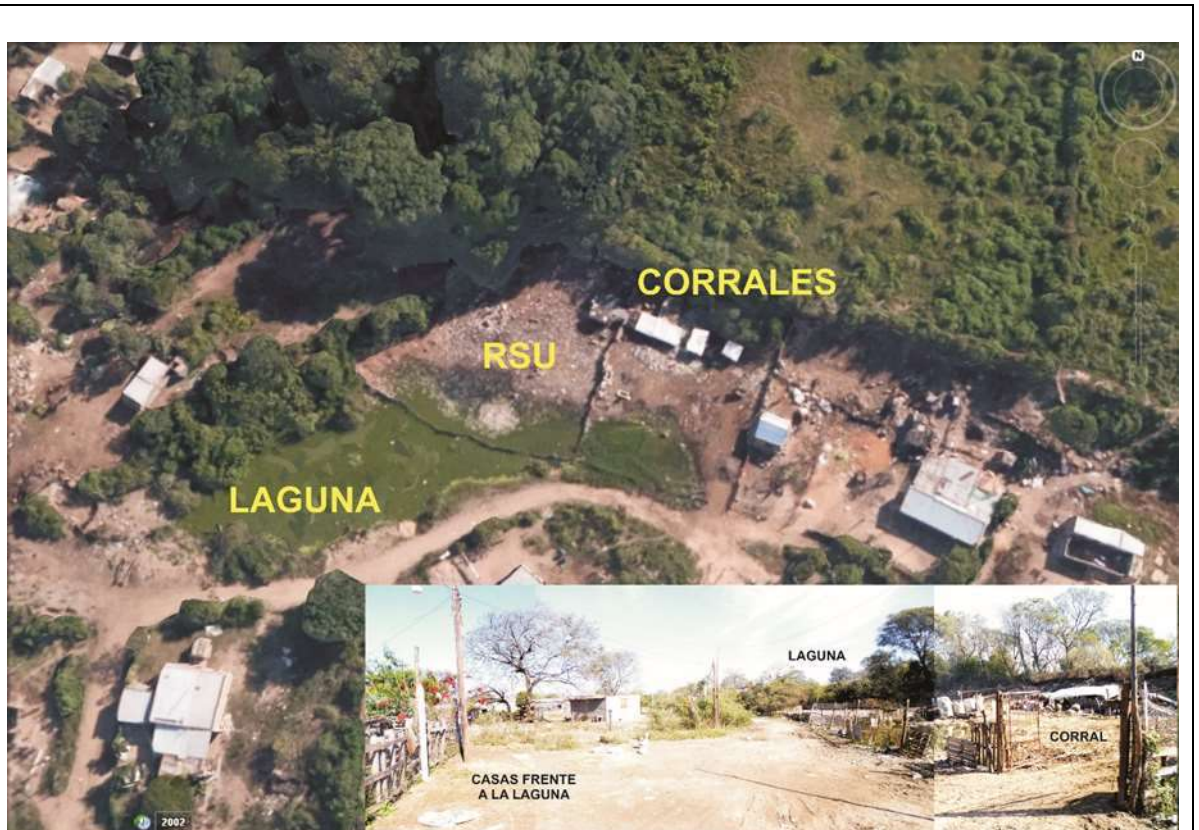 N
CORRALES
RSU
LAGUNA
LAGUNA
CORRAL
CASAS FRENTE
A LA LAGUNA
2002